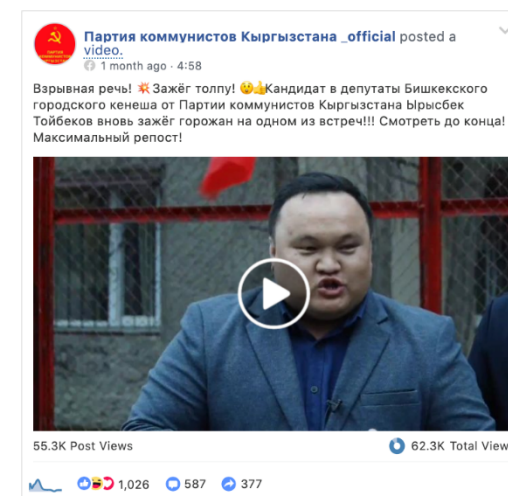 Партия коммунистов Кыргызстана _official posted a
video.
1 month ago · 4:58
Взрывная речь! 💥Зажёг толпу! 😲👍Кандидат в депутаты Бишкекского
городского кенеша от Партии коммунистов Кыргызстана Ырысбек
Тойбеков вновь зажёг горожан на одном из встреч!!! Смотреть до конца!
Максимальный репост!
55.3K Post Views
62.3K Total View
1,026 587 377